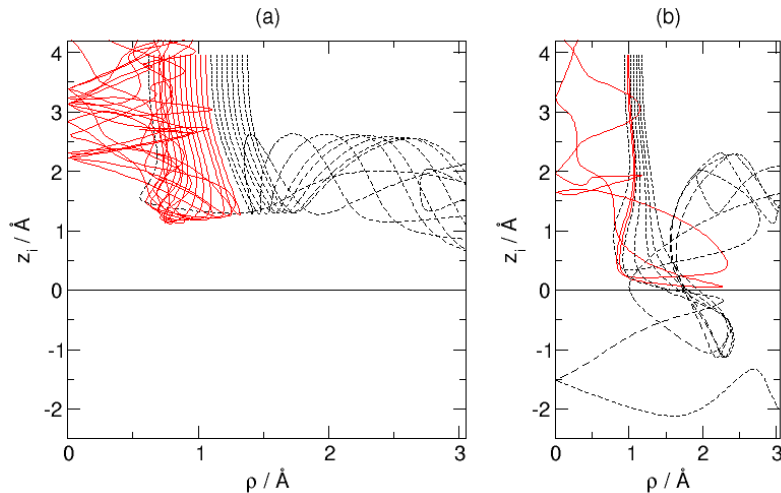 (a) (b)
4 4
3 3
2 2
z_i / Å z_i / Å
1 1
0 0
-1 -1
-2 -2
0 1 2 3 0 1 2 3
ρ / Å ρ / Å